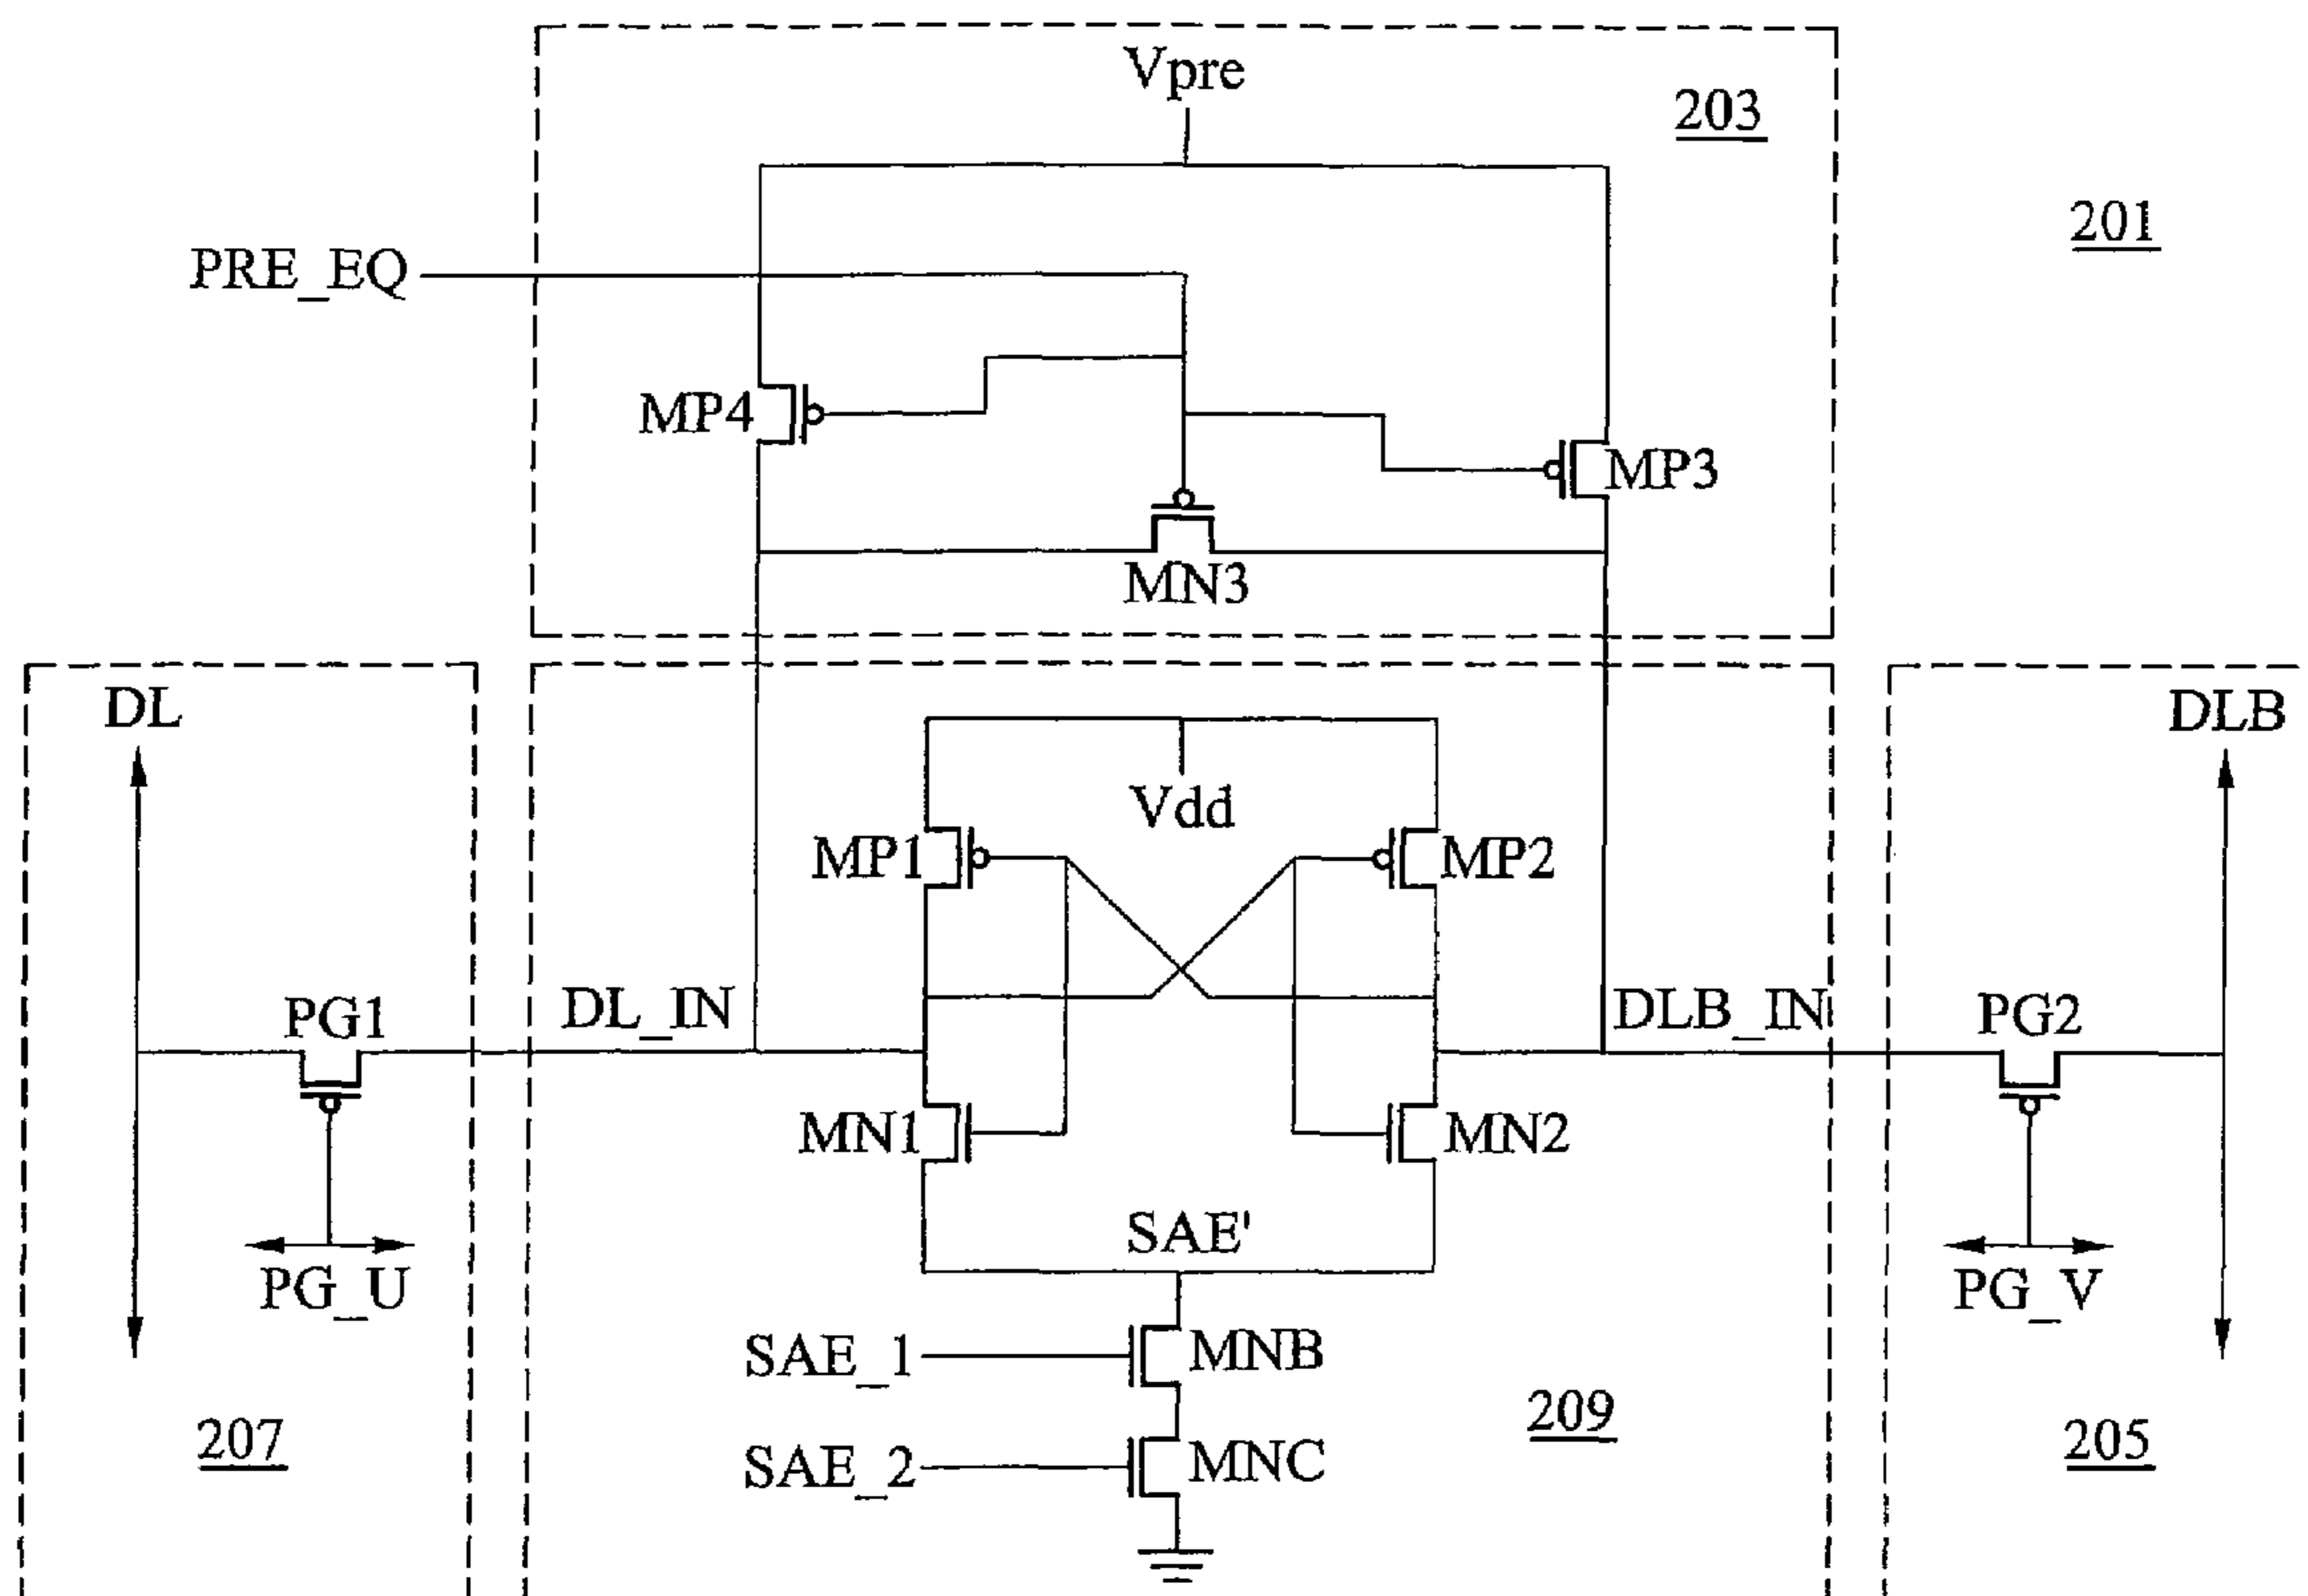 Vpre
203
201
PRE_EQ
MP4
MP3
MN3
DL
DLB
Vdd
MP1
MP2
DL_IN
DLB_IN
PG1
PG2
MN1
MN2
SAE'
PG_U
PG_V
SAE_1
MNB
SAE_2
MNC
207
209
205